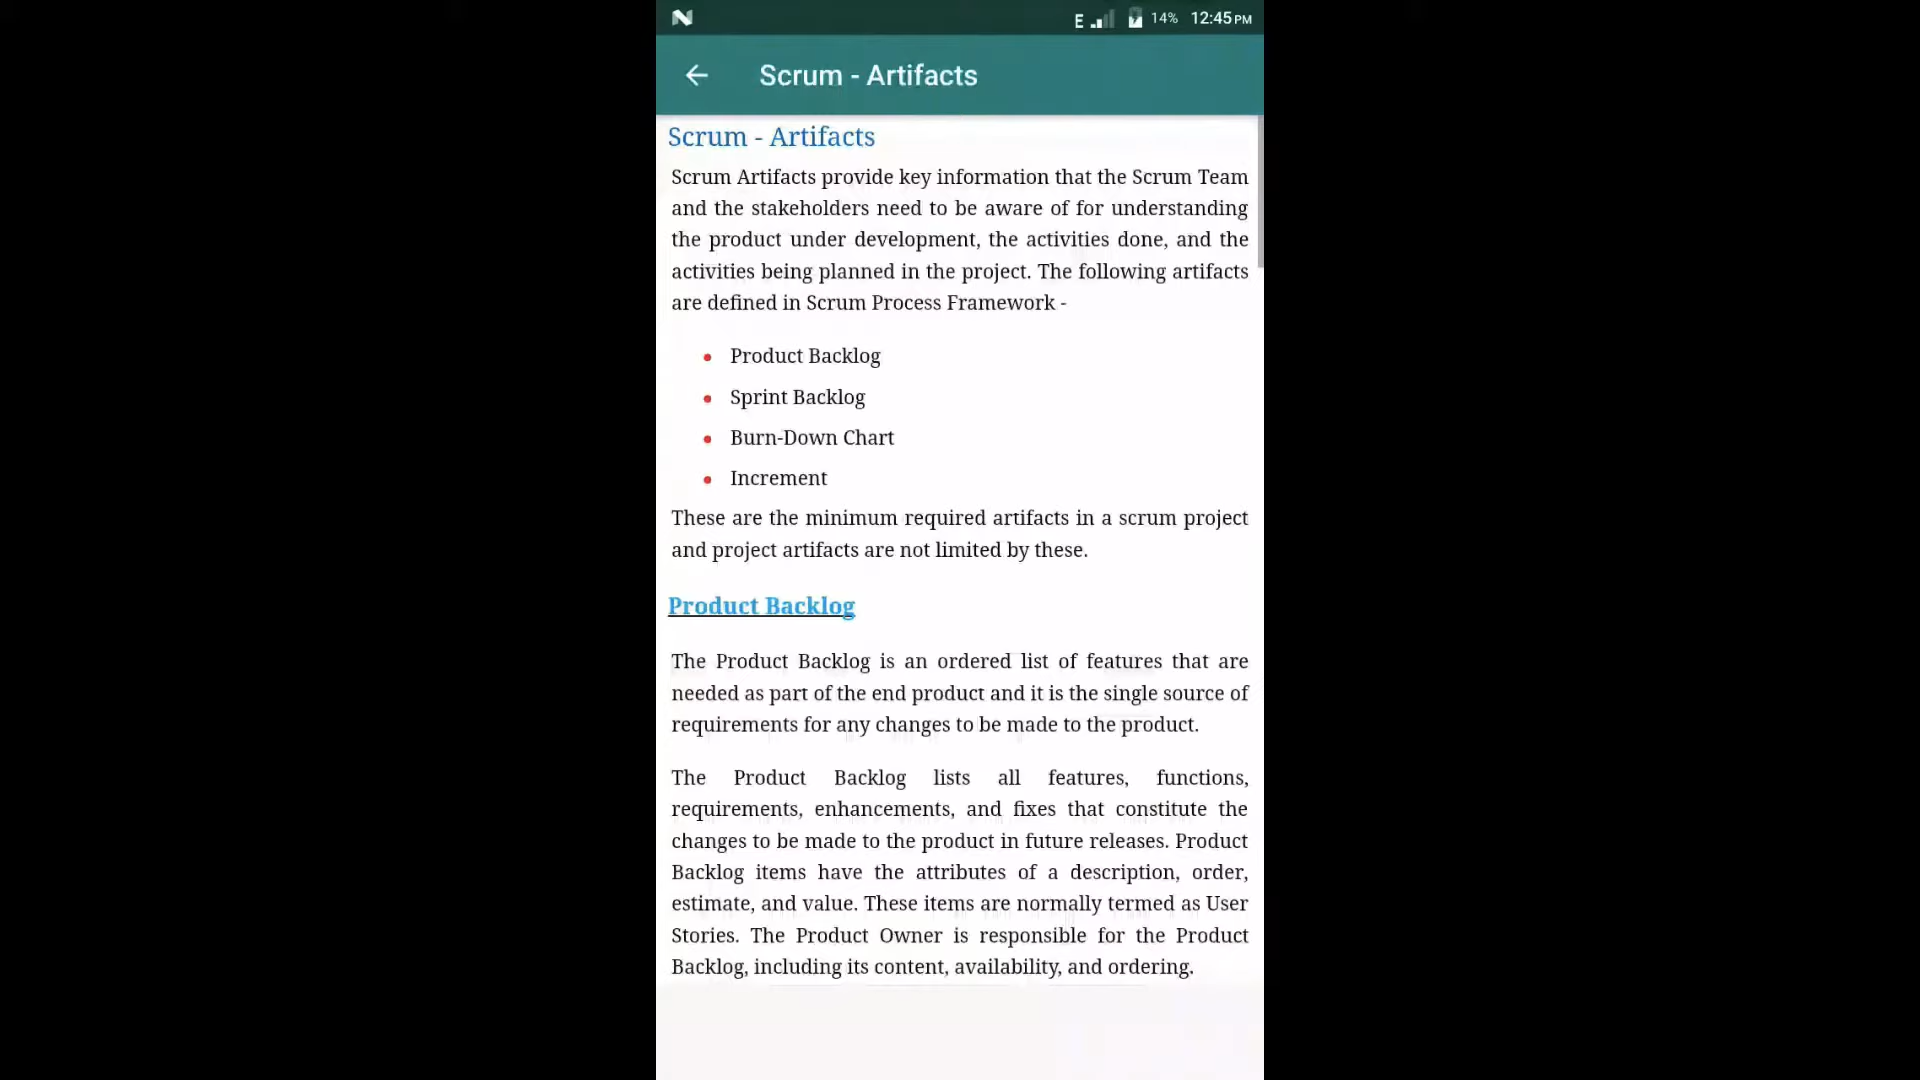 E 14% 12:45 PM
Scrum - Artifacts
Scrum - Artifacts
Scrum Artifacts provide key information that the Scrum Team
and the stakeholders need to be aware of for understanding
the product under development, the activities done, and the
activities being planned in the project. The following artifacts
are defined in Scrum Process Framework -
• Product Backlog
• Sprint Backlog
• Burn-Down Chart
• Increment
These are the minimum required artifacts in a scrum project
and project artifacts are not limited by these.
Product Backlog
The Product Backlog is an ordered list of features that are
needed as part of the end product and it is the single source of
requirements for any changes to be made to the product.
The Product Backlog lists all features, functions,
requirements, enhancements, and fixes that constitute the
changes to be made to the product in future releases. Product
Backlog items have the attributes of a description, order,
estimate, and value. These items are normally termed as User
Stories. The Product Owner is responsible for the Product
Backlog, including its content, availability, and ordering.